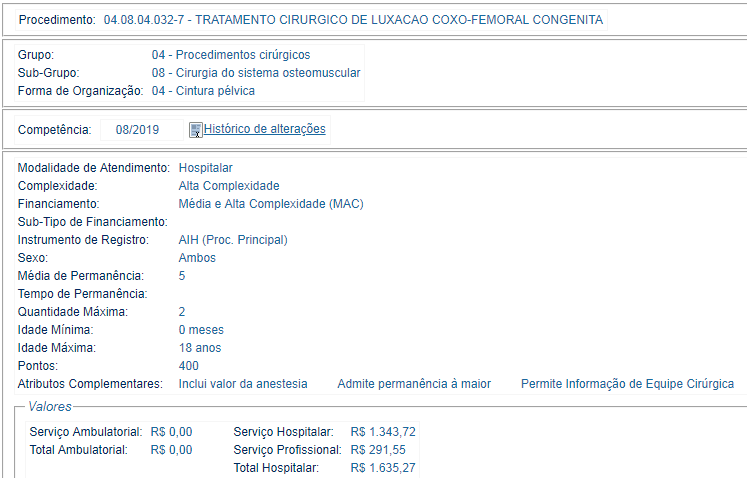 Procedimento: 04.08.04.032-7 - TRATAMENTO CIRURGICO DE LUXACAO COXO-FEMORAL CONGENITA
Grupo: 04 - Procedimentos cirúrgicos
Sub-Grupo: 08 - Cirurgia do sistema osteomuscular
Forma de Organização: 04 - Cintura pélvica
Competência: 08/2019 Histórico de alterações
Modalidade de Atendimento: Hospitalar
Complexidade: Alta Complexidade
Financiamento: Média e Alta Complexidade (MAC)
Sub-Tipo de Financiamento:
Instrumento de Registro: AIH (Proc. Principal)
Sexo: Ambos
Média de Permanência: 5
Tempo de Permanência:
Quantidade Máxima: 2
Idade Mínima: 0 meses
Idade Máxima: 18 anos
Pontos: 400
Atributos Complementares: Inclui valor da anestesia Admite permanência à maior Permite Informação de Equipe Cirúrgica
Valores
Serviço Ambulatorial: R$ 0,00 Serviço Hospitalar: R$ 1.343,72
Total Ambulatorial: R$ 0,00 Serviço Profissional: R$ 291,55
Total Hospitalar: R$ 1.635,27